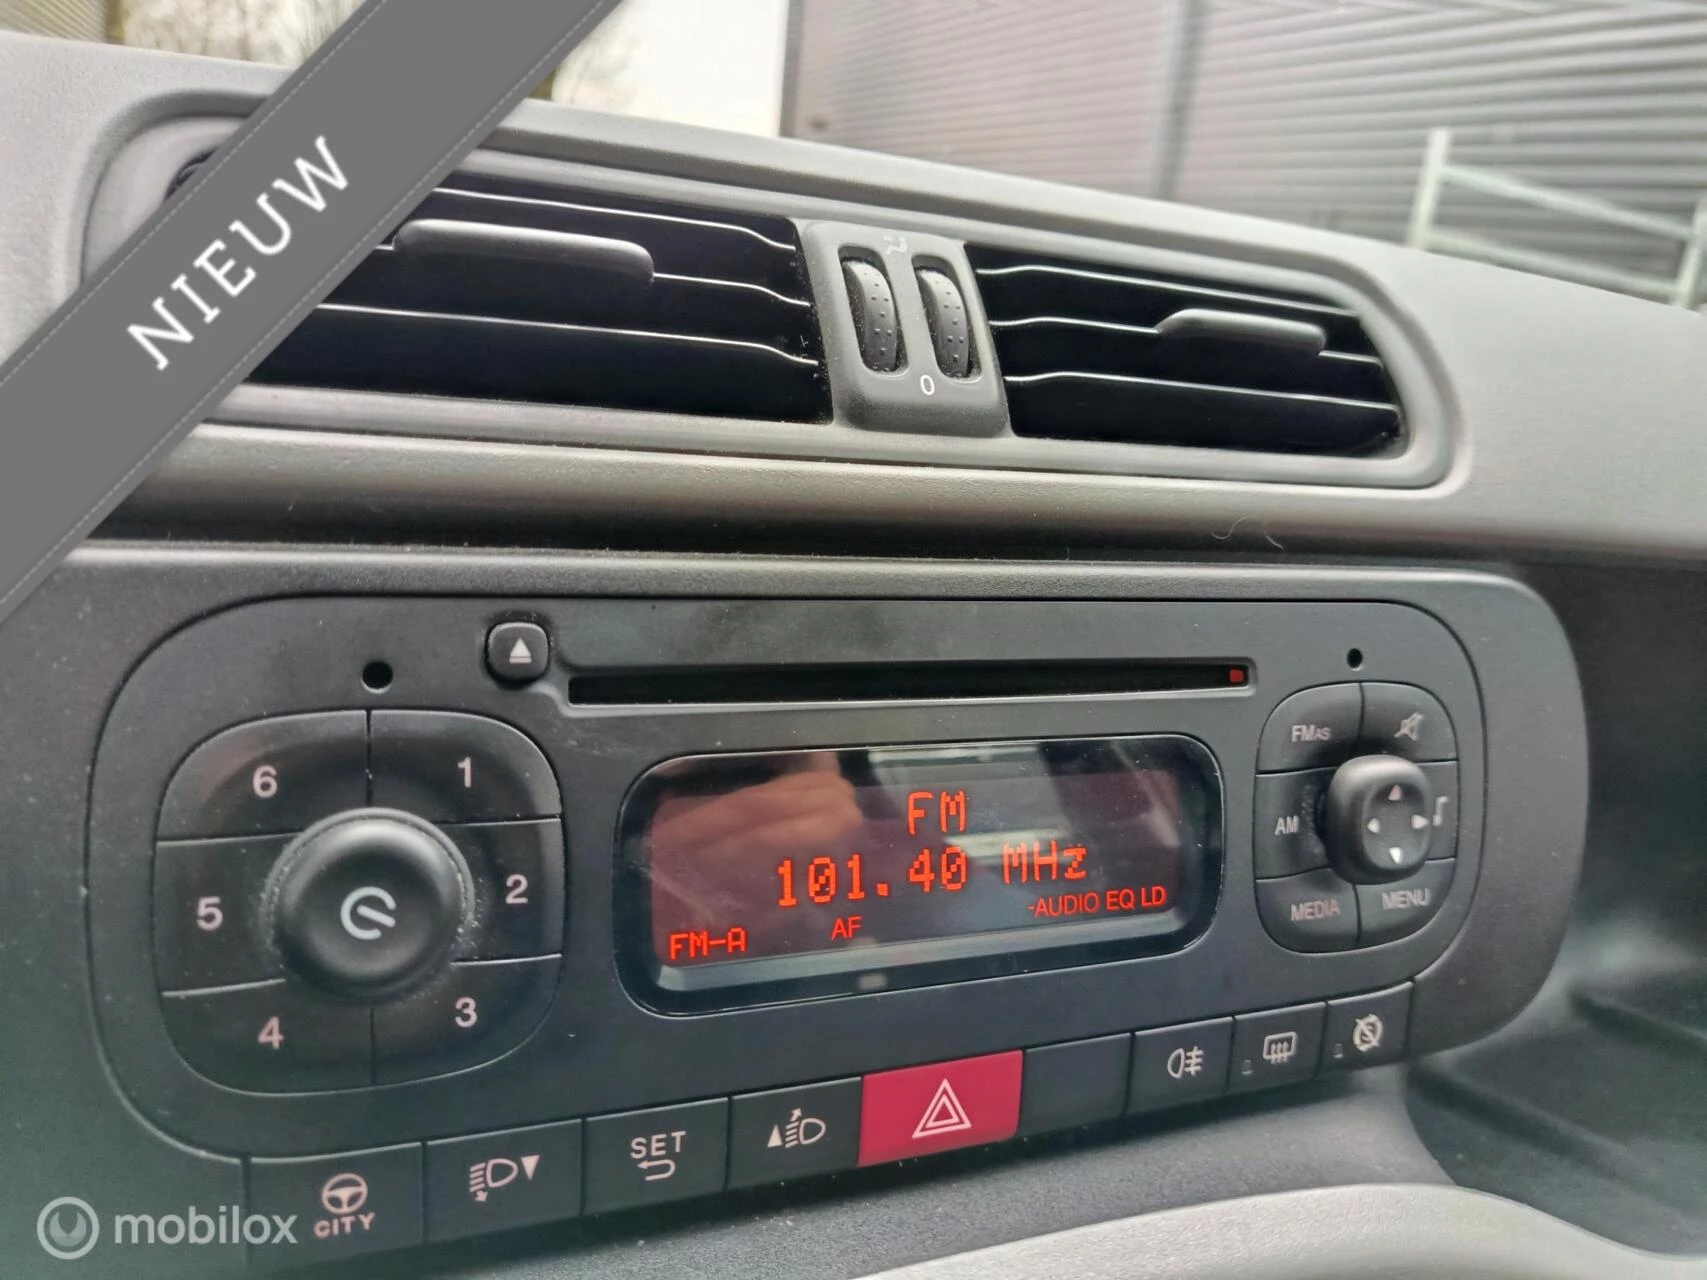 NIEUW
0
6
1
5
2
4
3
FM
101.40 MHz
-AUDIO EQ LD
AF
FM-A
FMAS
AM
MEDIA
MENU
SET
CITY
mobilox